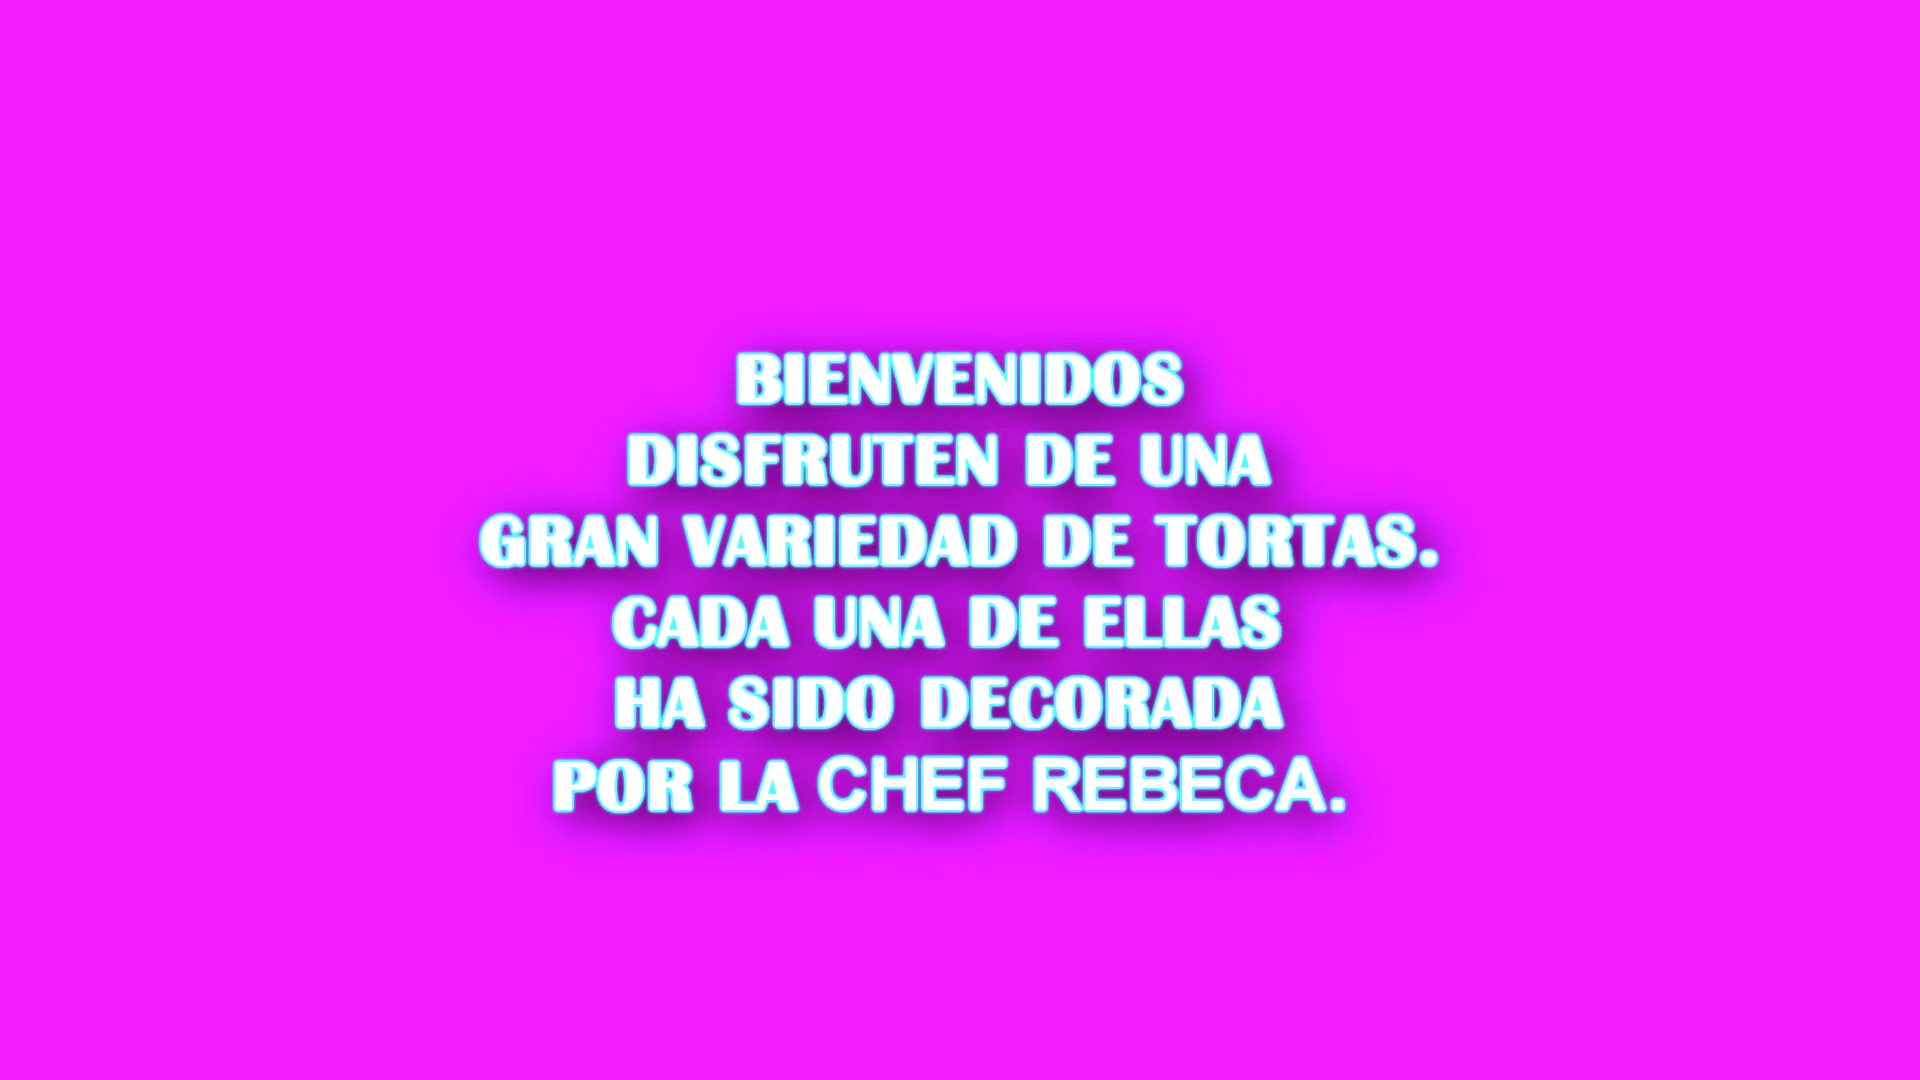 BIENVENIDOS
DISFRUTEN DE UNA
GRAN VARIEDAD DE TORTAS.
CADA UNA DE ELLAS
HA SIDO DECORADA
POR LA CHEF REBECA.